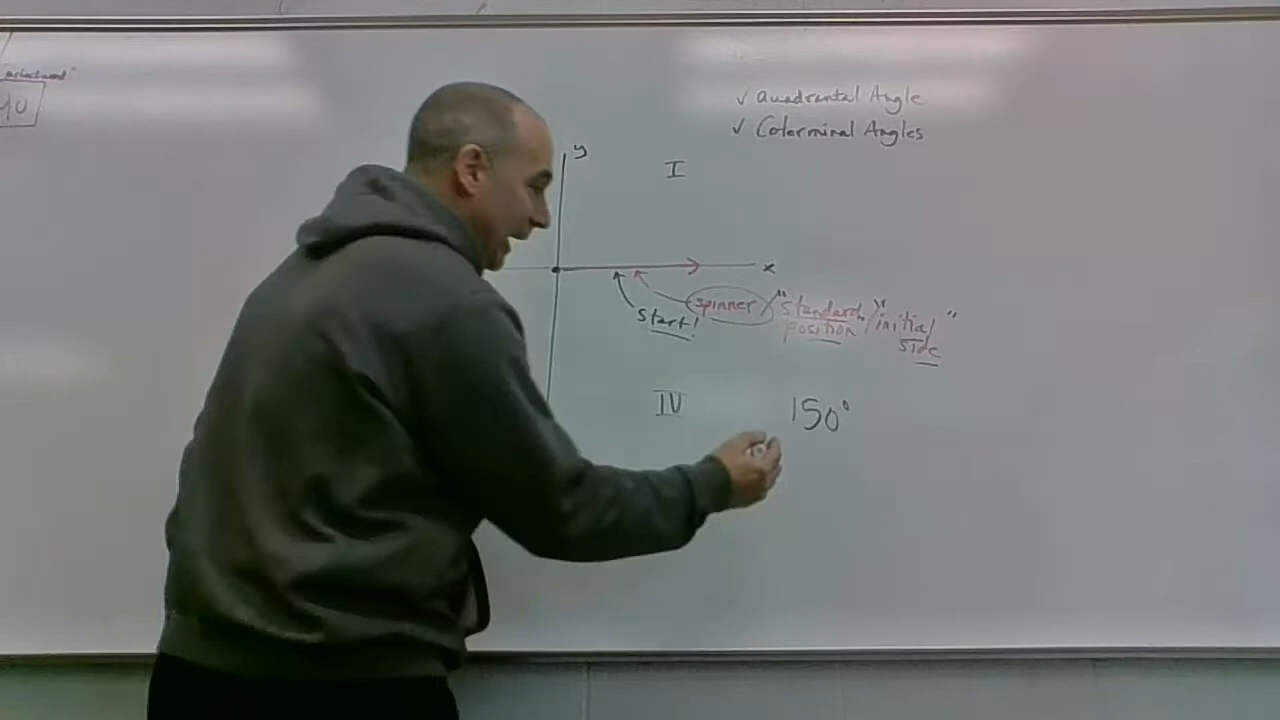 ✓ Quadrantal Angle
✓ Coterminal Angles
y
I
x
Start!
spinner / "Standard position" / "initial side"
IV
150°